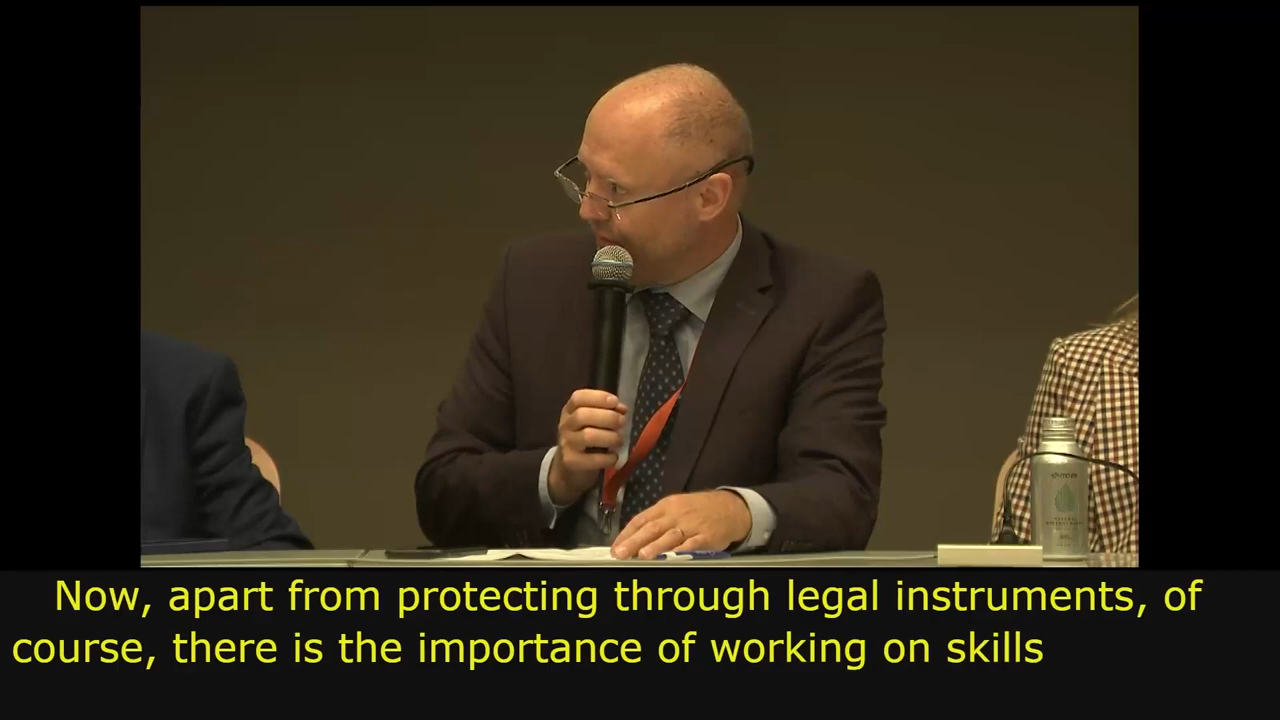 Now, apart from protecting through legal instruments, of
course, there is the importance of working on skills